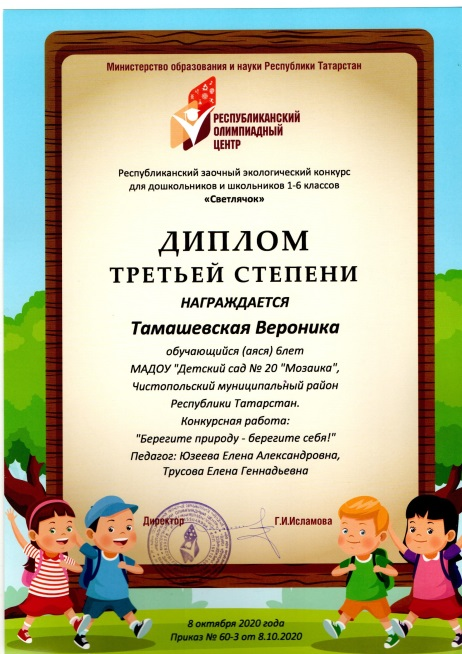 Министерство образования и науки Республики Татарстан
РЕСПУБЛИКАНСКИЙ
ОЛИМПИАДНЫЙ
ЦЕНТР
Республиканский заочный экологический конкурс
для дошкольников и школьников 1-6 классов
«Светлячок»
ДИПЛОМ
ТРЕТЬЕЙ СТЕПЕНИ
НАГРАЖДАЕТСЯ
Тамашевская Вероника
обучающийся (аяся) 6лет
МАДОУ "Детский сад № 20 "Мозаика",
Чистопольский муниципальный район
Республики Татарстан.
Конкурсная работа:
"Берегите природу - берегите себя!"
Педагог: Юзеева Елена Александровна,
Трусова Елена Геннадьевна
Директор Г.И.Исламова
8 октября 2020 года
Приказ № 60-3 от 8.10.2020